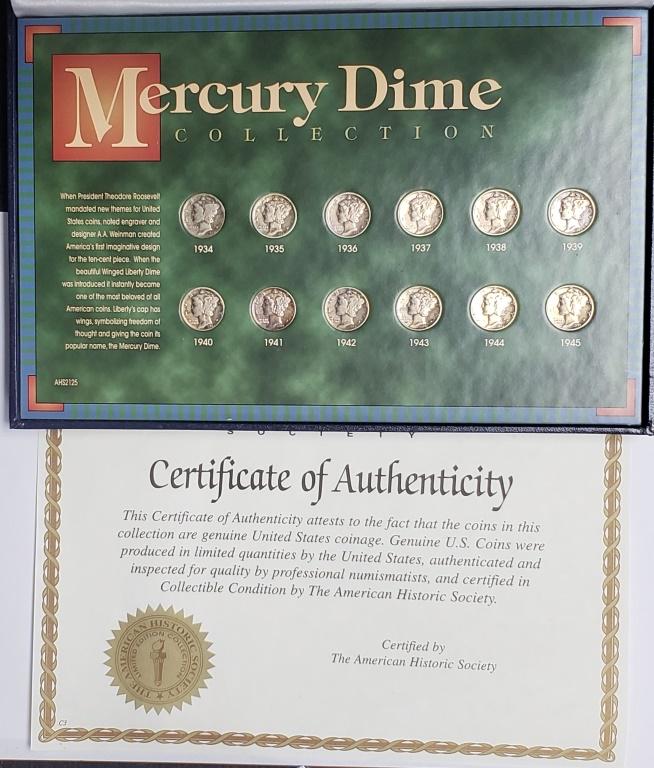 Mercury Dime
COLLECTION
When President Theodore Roosevelt
mandated new themes for United
States coins, noted engraver and
designer A.A. Weinman created
America's first imaginative design
for the ten-cent piece. When the
beautiful Winged Liberty Dime
was introduced it instantly became
one of the most beloved of all
American coins. Liberty's cap has
wings, symbolizing freedom of
thought and giving the coin its
popular name, the Mercury Dime.
1934 1935 1936 1937 1938 1939
1940 1941 1942 1943 1944 1945
AHS2125
SOCIETY
Certificate of Authenticity
This Certificate of Authenticity attests to the fact that the coins in this
collection are genuine United States coinage. Genuine U.S. Coins were
produced in limited quantities by the United States, authenticated and
inspected for quality by professional numismatists, and certified in
Collectible Condition by The American Historic Society.
Certified by
The American Historic Society
THE AMERICAN HISTORIC SOCIETY
LIMITED EDITION COLLECTION
C3